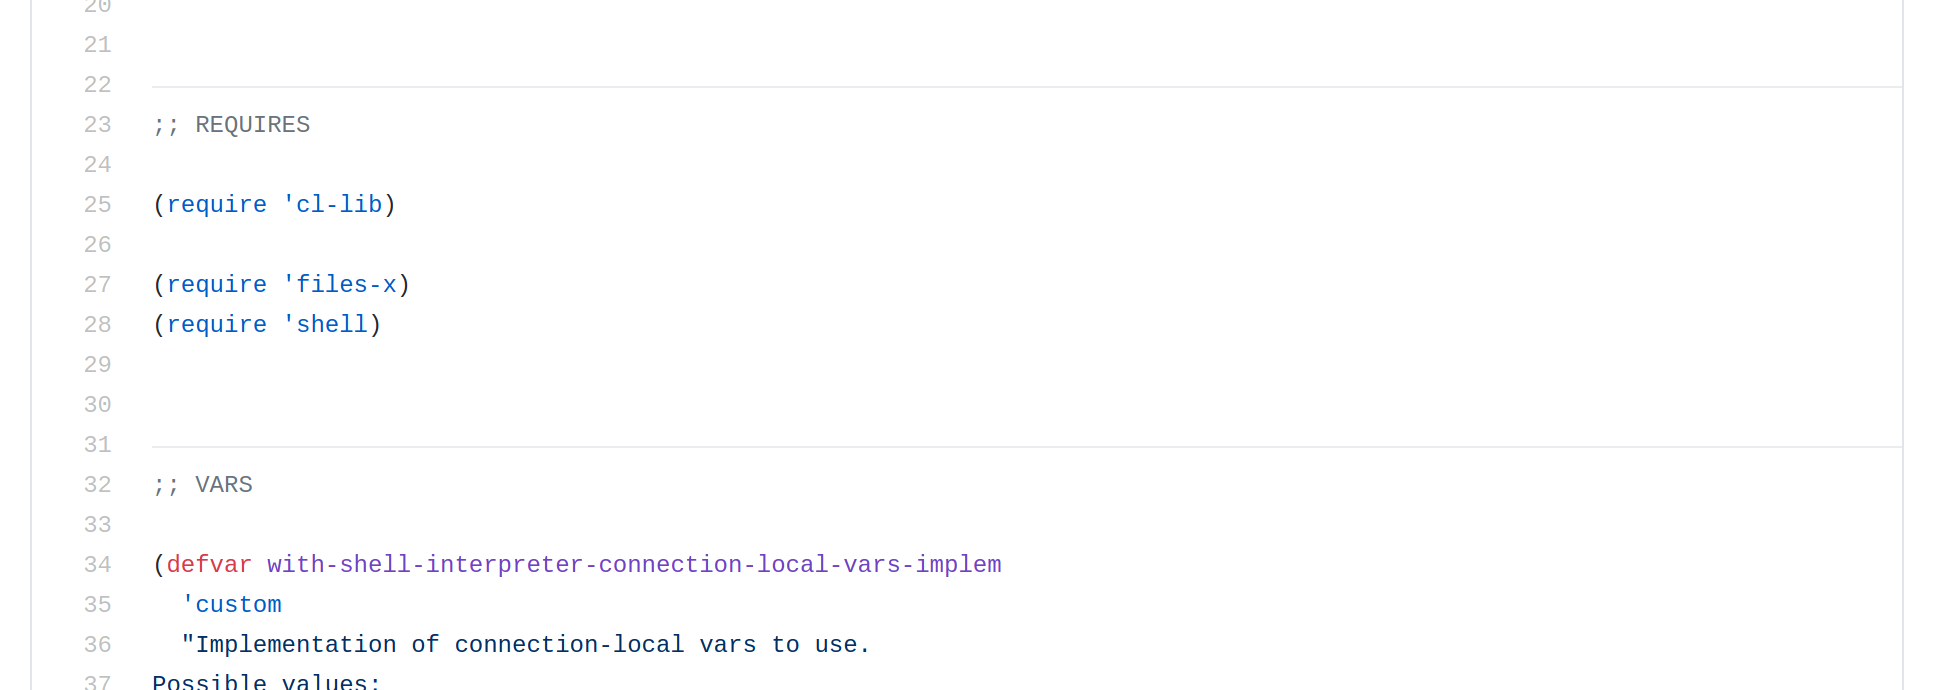 20
21
22
23 ;; REQUIRES
24
25 (require 'cl-lib)
26
27 (require 'files-x)
28 (require 'shell)
29
30
31
32 ;; VARS
33
34 (defvar with-shell-interpreter-connection-local-vars-implem
35   'custom
36   "Implementation of connection-local vars to use.
37 Possible values: